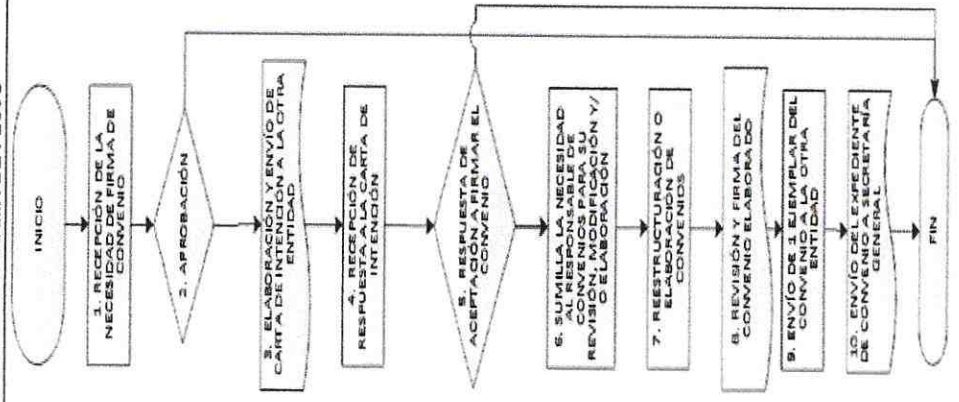 INICIO
1. RECEPCIÓN DE LA
NECESIDAD DE FIRMA DE
CONVENIO
2. APROBACIÓN
3. ELABORACIÓN Y ENVÍO DE
CARTA DE INTENCIÓN A LA OTRA
ENTIDAD
4. RECEPCIÓN DE
RESPUESTA A LA CARTA DE
INTENCIÓN
5. RESPUESTA DE
ACEPTACIÓN A FIRMAR EL
CONVENIO
6. SUMILLA LA NECESIDAD
AL RESPONSABLE DE
CONVENIOS PARA SU
REVISIÓN, MODIFICACIÓN Y/
O ELABORACIÓN
7. REESTRUCTURACIÓN O
ELABORACIÓN DE
CONVENIOS
8. REVISIÓN Y FIRMA DEL
CONVENIO ELABORADO
9. ENVÍO DE 1 EJEMPLAR DEL
CONVENIO A LA OTRA
ENTIDAD
10. ENVÍO DEL EXPEDIENTE
DE CONVENIO A SECRETARÍA
GENERAL
FIN